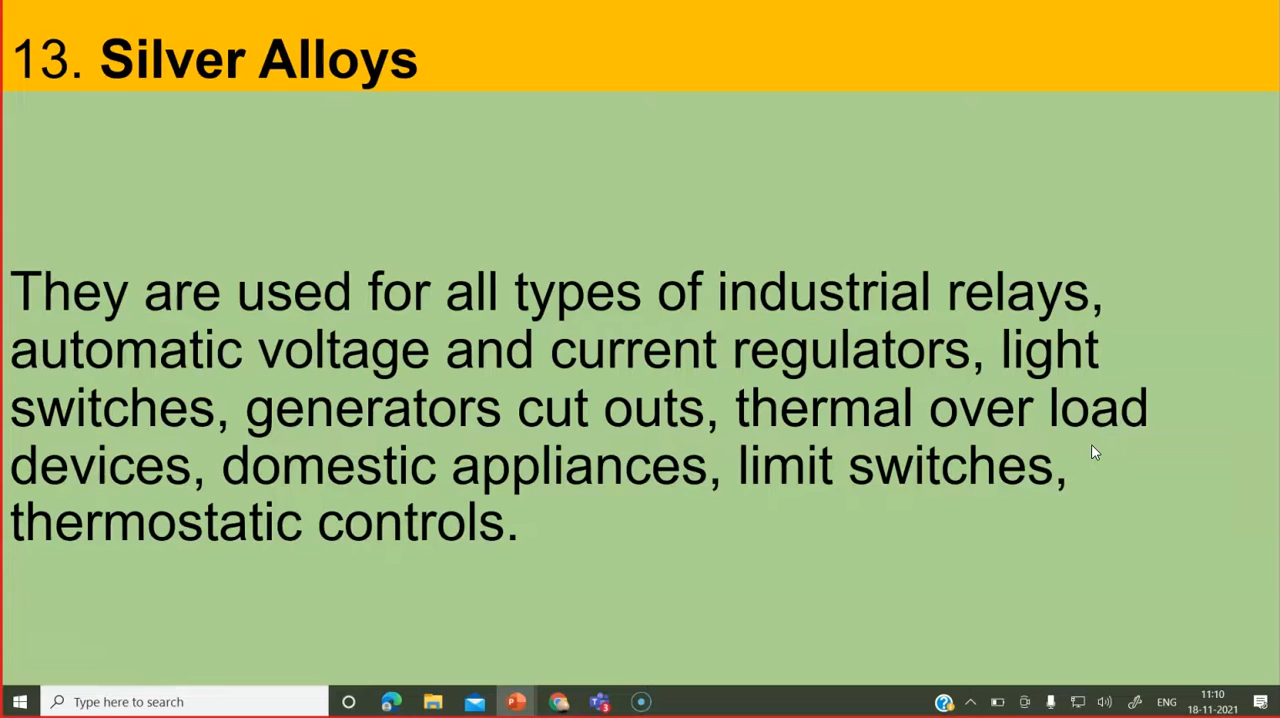 13. Silver Alloys
They are used for all types of industrial relays,
automatic voltage and current regulators, light
switches, generators cut outs, thermal over load
devices, domestic appliances, limit switches,
thermostatic controls.
Type here to search
3
ENG
11:10
18-11-2021